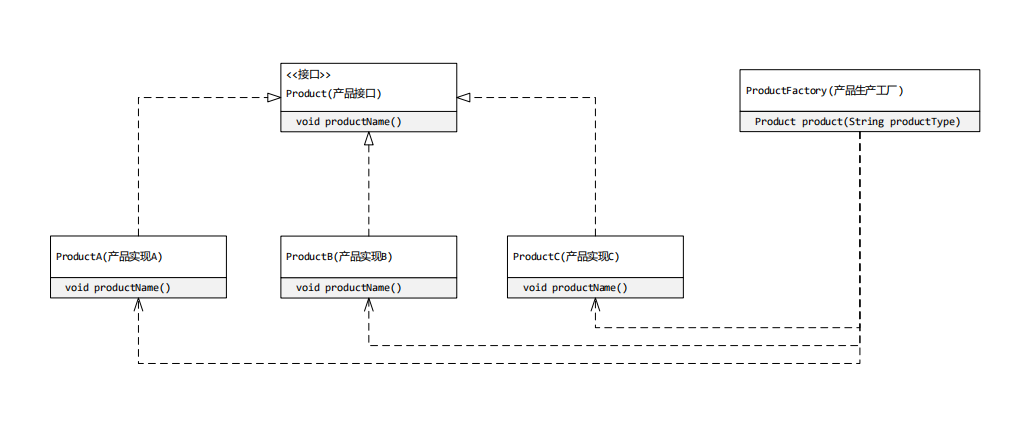 <<接口>>
Product(产品接口)
void productName()
ProductFactory(产品生产工厂)
Product product(String productType)
ProductA(产品实现A)
void productName()
ProductB(产品实现B)
void productName()
ProductC(产品实现C)
void productName()